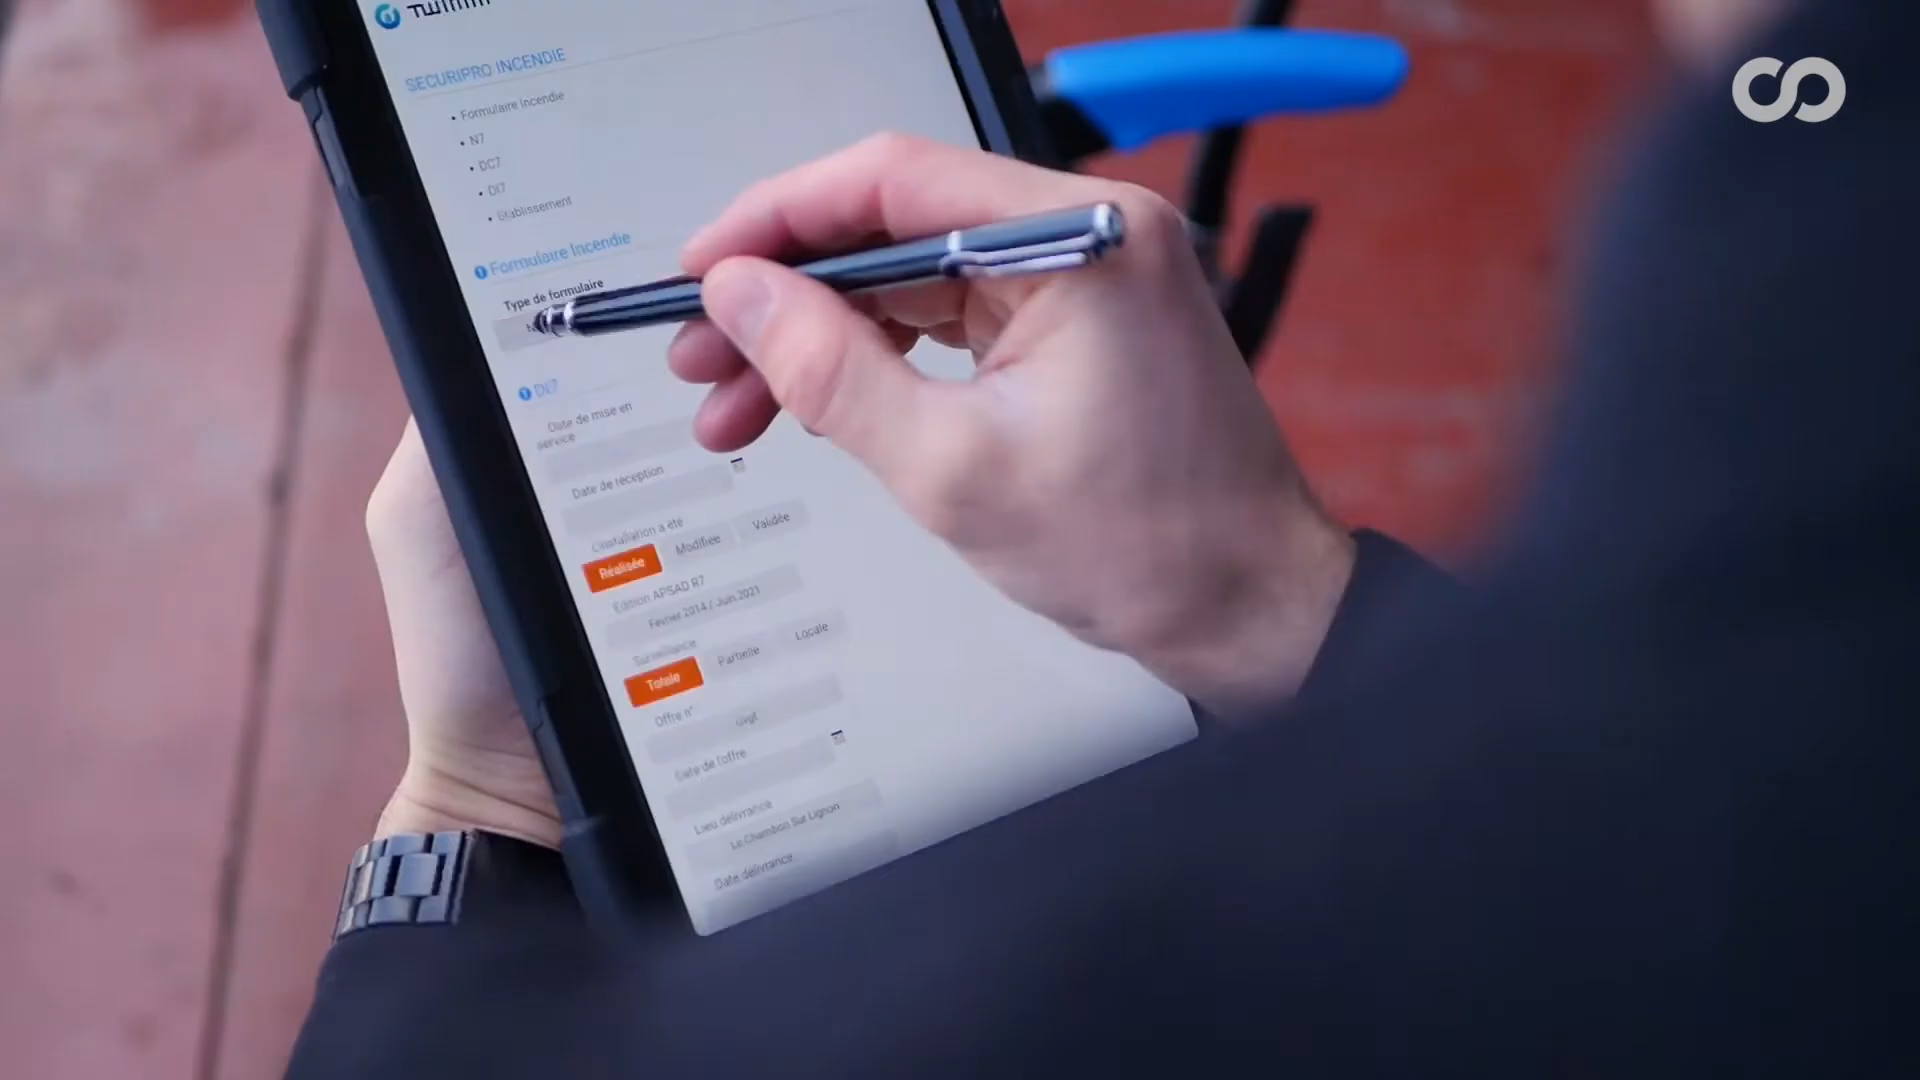 SECURIPRO INCENDIE
• Formulaire Incendie
• N7
• DC7
• DI7
• Etablissement
Formulaire Incendie
Type de formulaire
DI7
Date de mise en
service
Date de réception
L'installation a été
Réalisée Modifiée Validée
Edition APSAD R7
Février 2014 / Juin 2021
Surveillance
Totale Partielle Locale
Offre n°
Date de l'offre
Lieu délivrance
Le Chambon Sur Lignon
Date délivrance